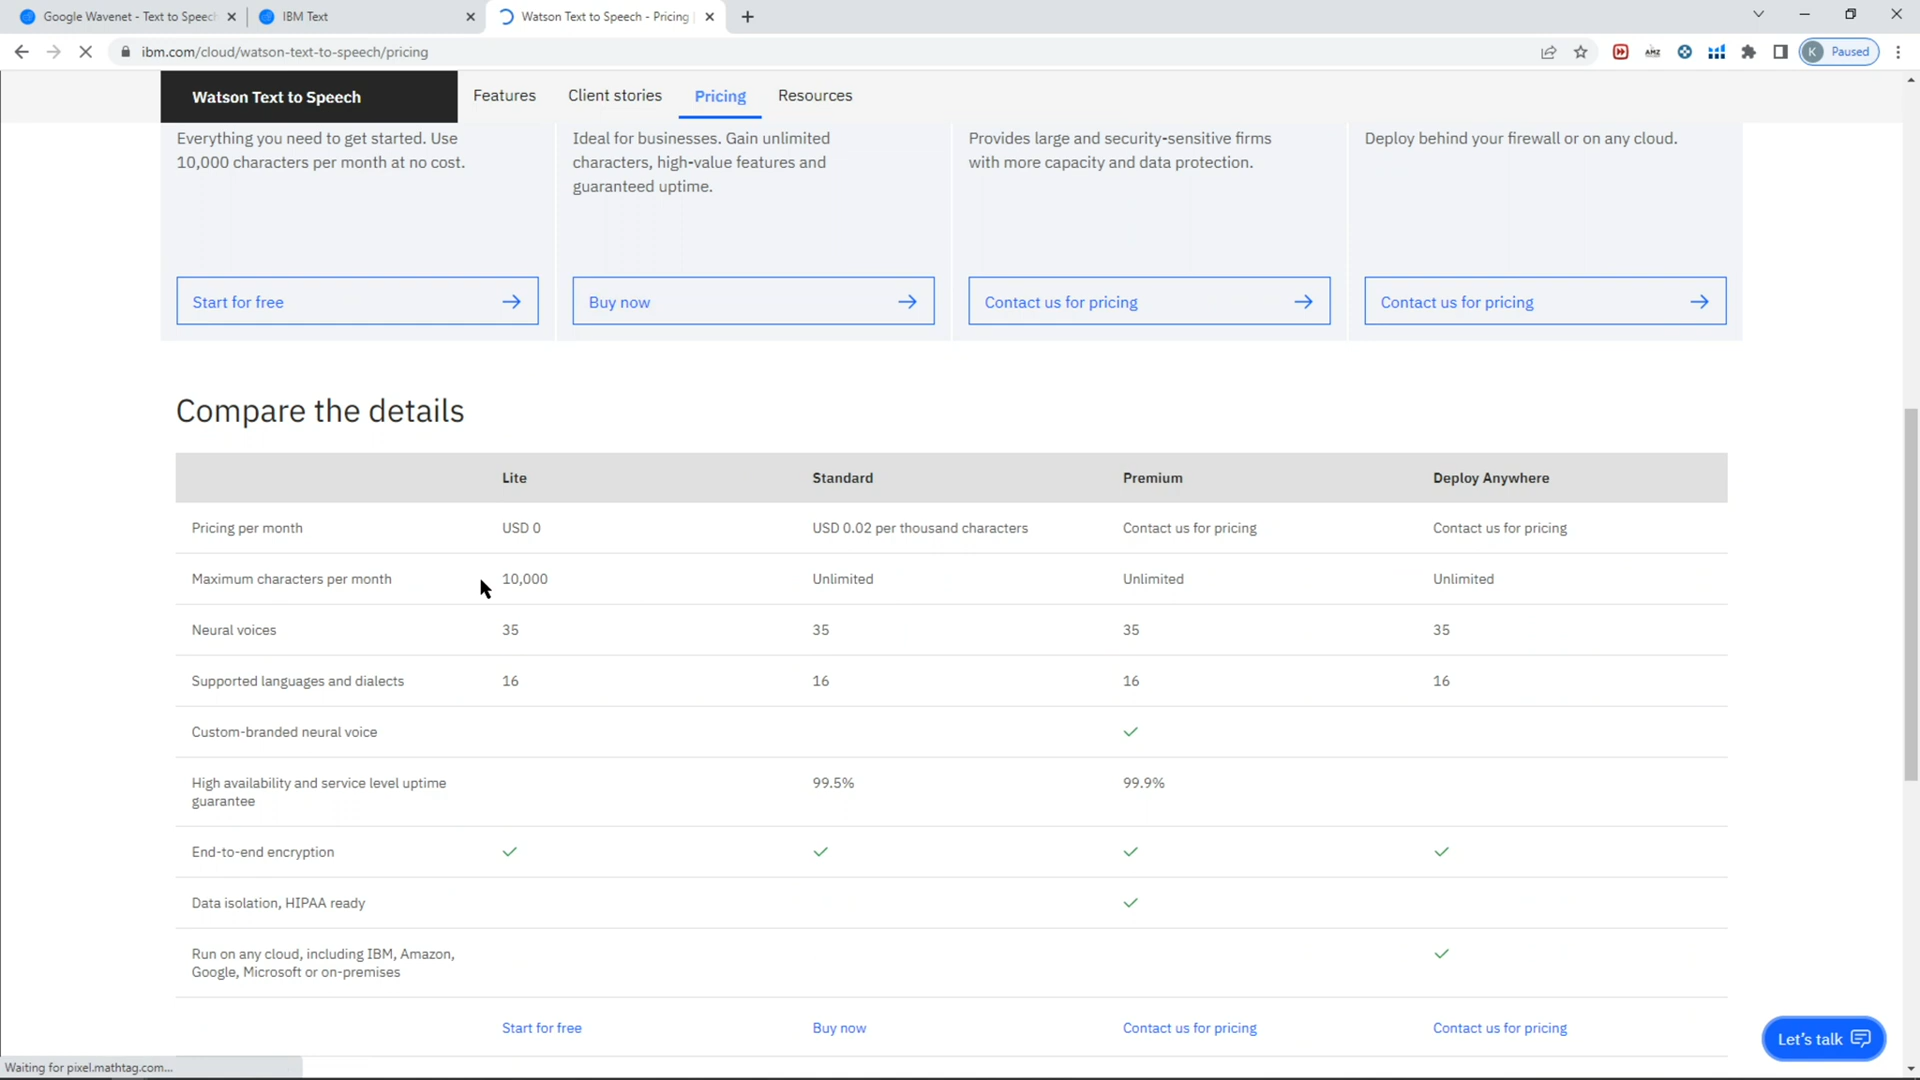 Google Wavenet - Text to Speech
IBM Text
Watson Text to Speech - Pricing
ibm.com/cloud/watson-text-to-speech/pricing
K Paused
Watson Text to Speech
Features
Client stories
Pricing
Resources
Everything you need to get started. Use
10,000 characters per month at no cost.
Ideal for businesses. Gain unlimited
characters, high-value features and
guaranteed uptime.
Provides large and security-sensitive firms
with more capacity and data protection.
Deploy behind your firewall or on any cloud.
Start for free
Buy now
Contact us for pricing
Contact us for pricing
Compare the details
Lite Standard Premium Deploy Anywhere
Pricing per month USD 0 USD 0.02 per thousand characters Contact us for pricing Contact us for pricing
Maximum characters per month 10,000 Unlimited Unlimited Unlimited
Neural voices 35 35 35 35
Supported languages and dialects 16 16 16 16
Custom-branded neural voice
High availability and service level uptime
guarantee
99.5% 99.9%
End-to-end encryption
Data isolation, HIPAA ready
Run on any cloud, including IBM, Amazon,
Google, Microsoft or on-premises
Start for free Buy now Contact us for pricing Contact us for pricing
Let's talk
Waiting for pixel.mathtag.com...